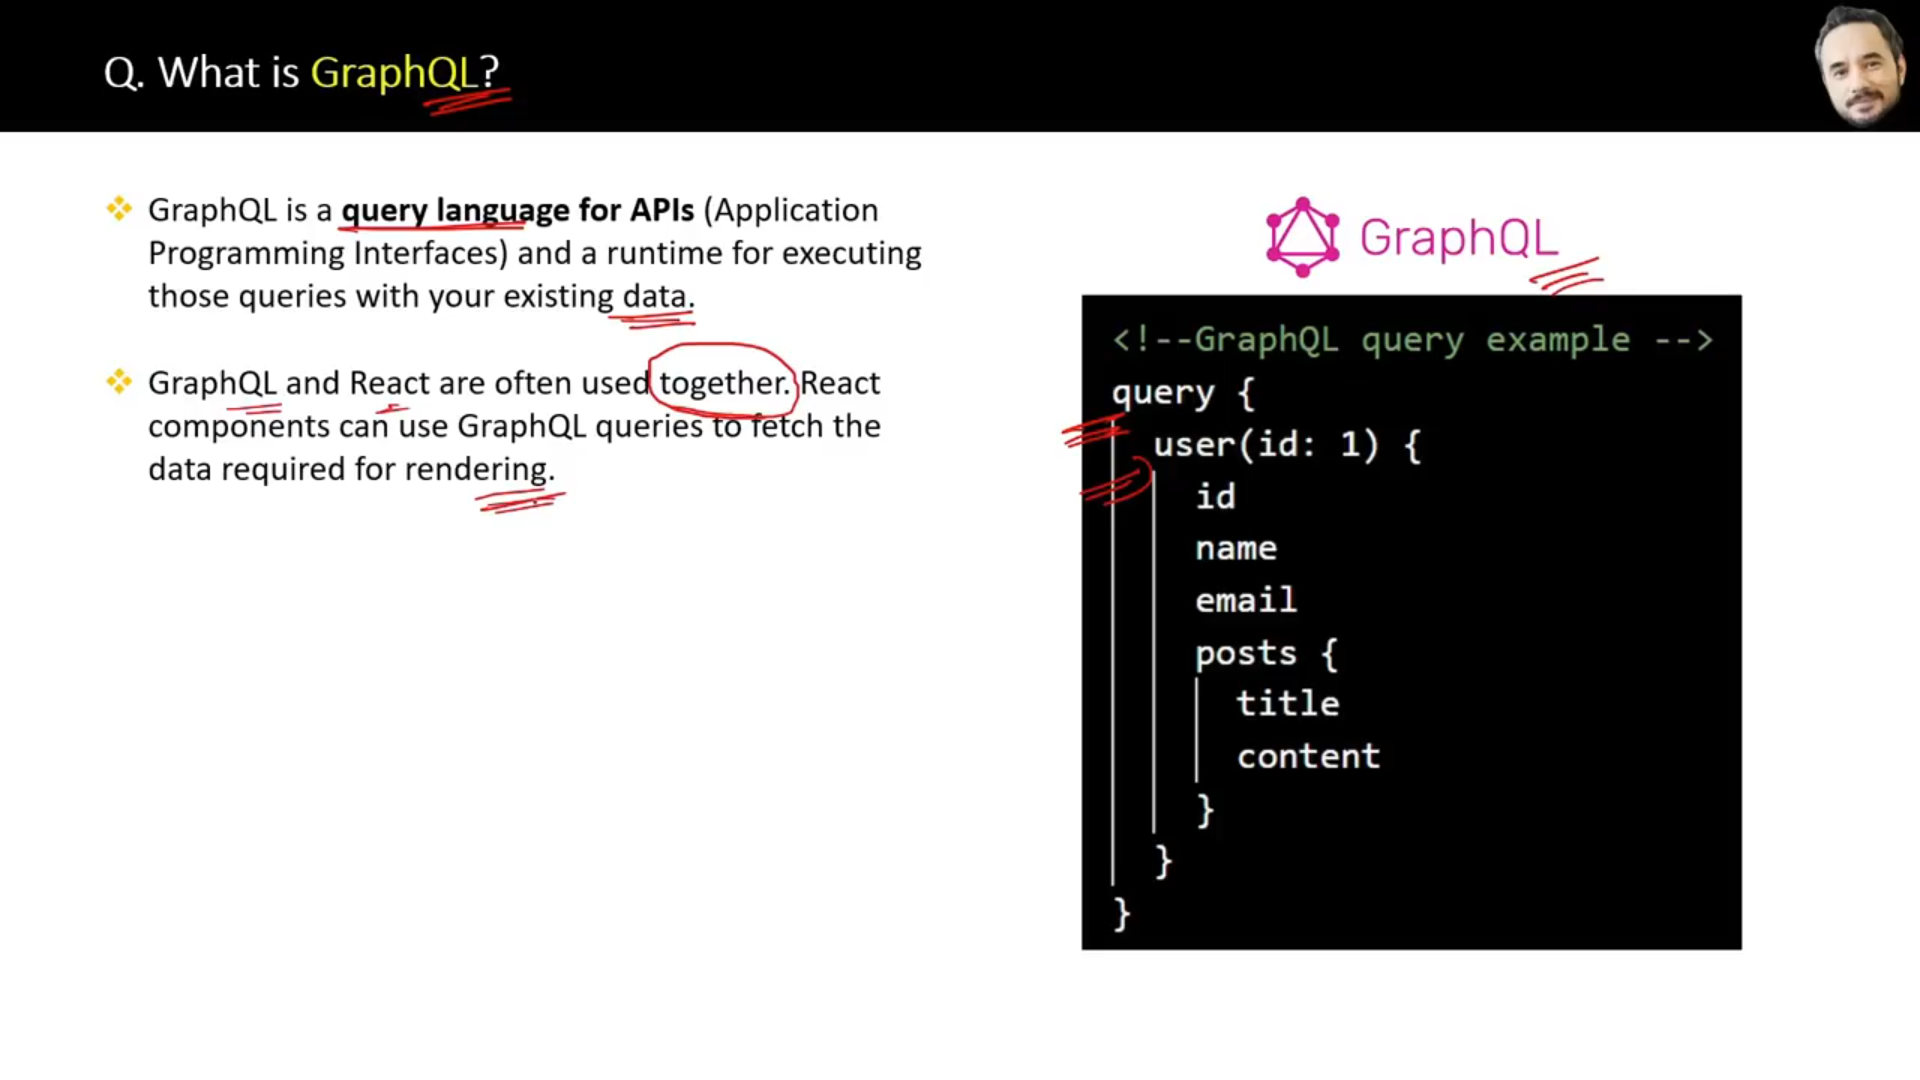 Q. What is GraphQL?
GraphQL is a query language for APIs (Application
Programming Interfaces) and a runtime for executing
those queries with your existing data.
GraphQL and React are often used together. React
components can use GraphQL queries to fetch the
data required for rendering.
GraphQL
<!--GraphQL query example -->
query {
user(id: 1) {
id
name
email
posts {
title
content
}
}
}